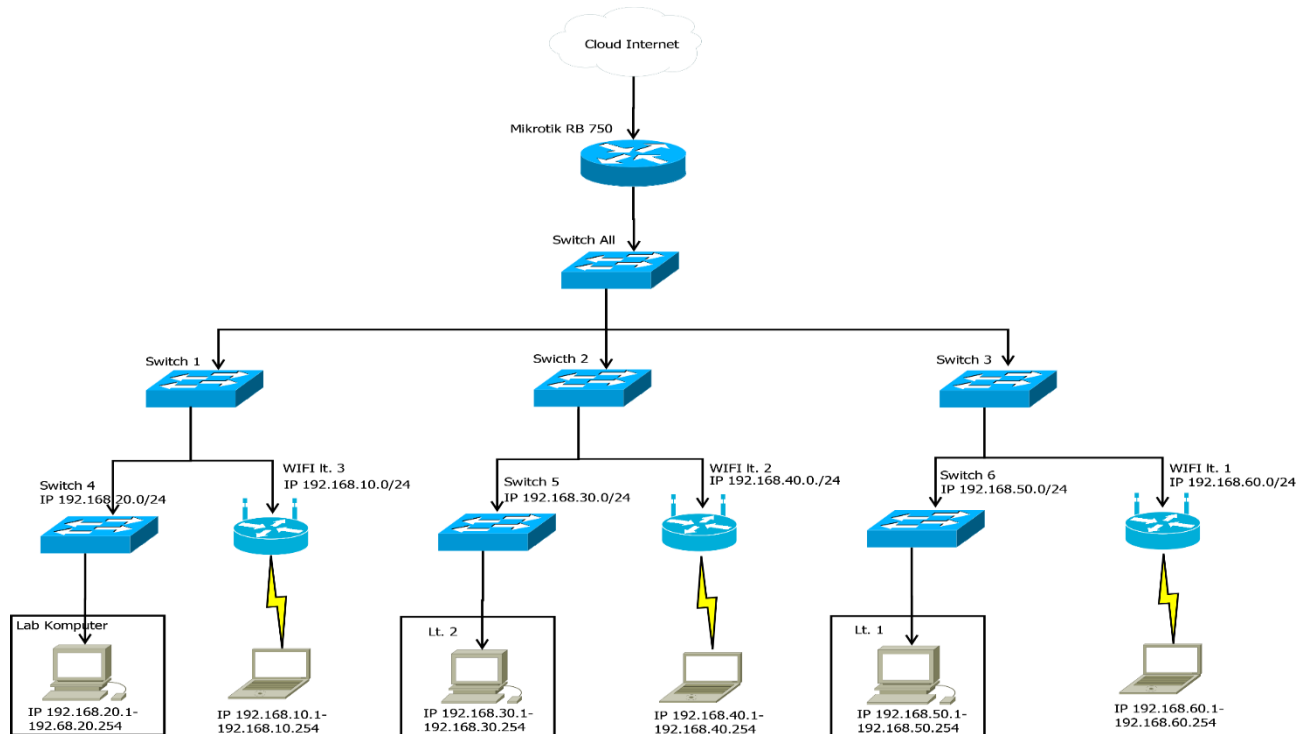 Cloud Internet
Mikrotik RB 750
Switch All
Switch 1
Swicth 2
Switch 3
Switch 4
IP 192.168.20.0/24
WIFI lt. 3
IP 192.168.10.0/24
Switch 5
IP 192.168.30.0/24
WIFI lt. 2
IP 192.168.40.0./24
Switch 6
IP 192.168.50.0/24
WIFI lt. 1
IP 192.168.60.0/24
Lab Komputer
IP 192.168.20.1-
192.68.20.254
IP 192.168.10.1-
192.168.10.254
Lt. 2
IP 192.168.30.1-
192.168.30.254
IP 192.168.40.1-
192.168.40.254
Lt. 1
IP 192.168.50.1-
192.168.50.254
IP 192.168.60.1-
192.168.60.254